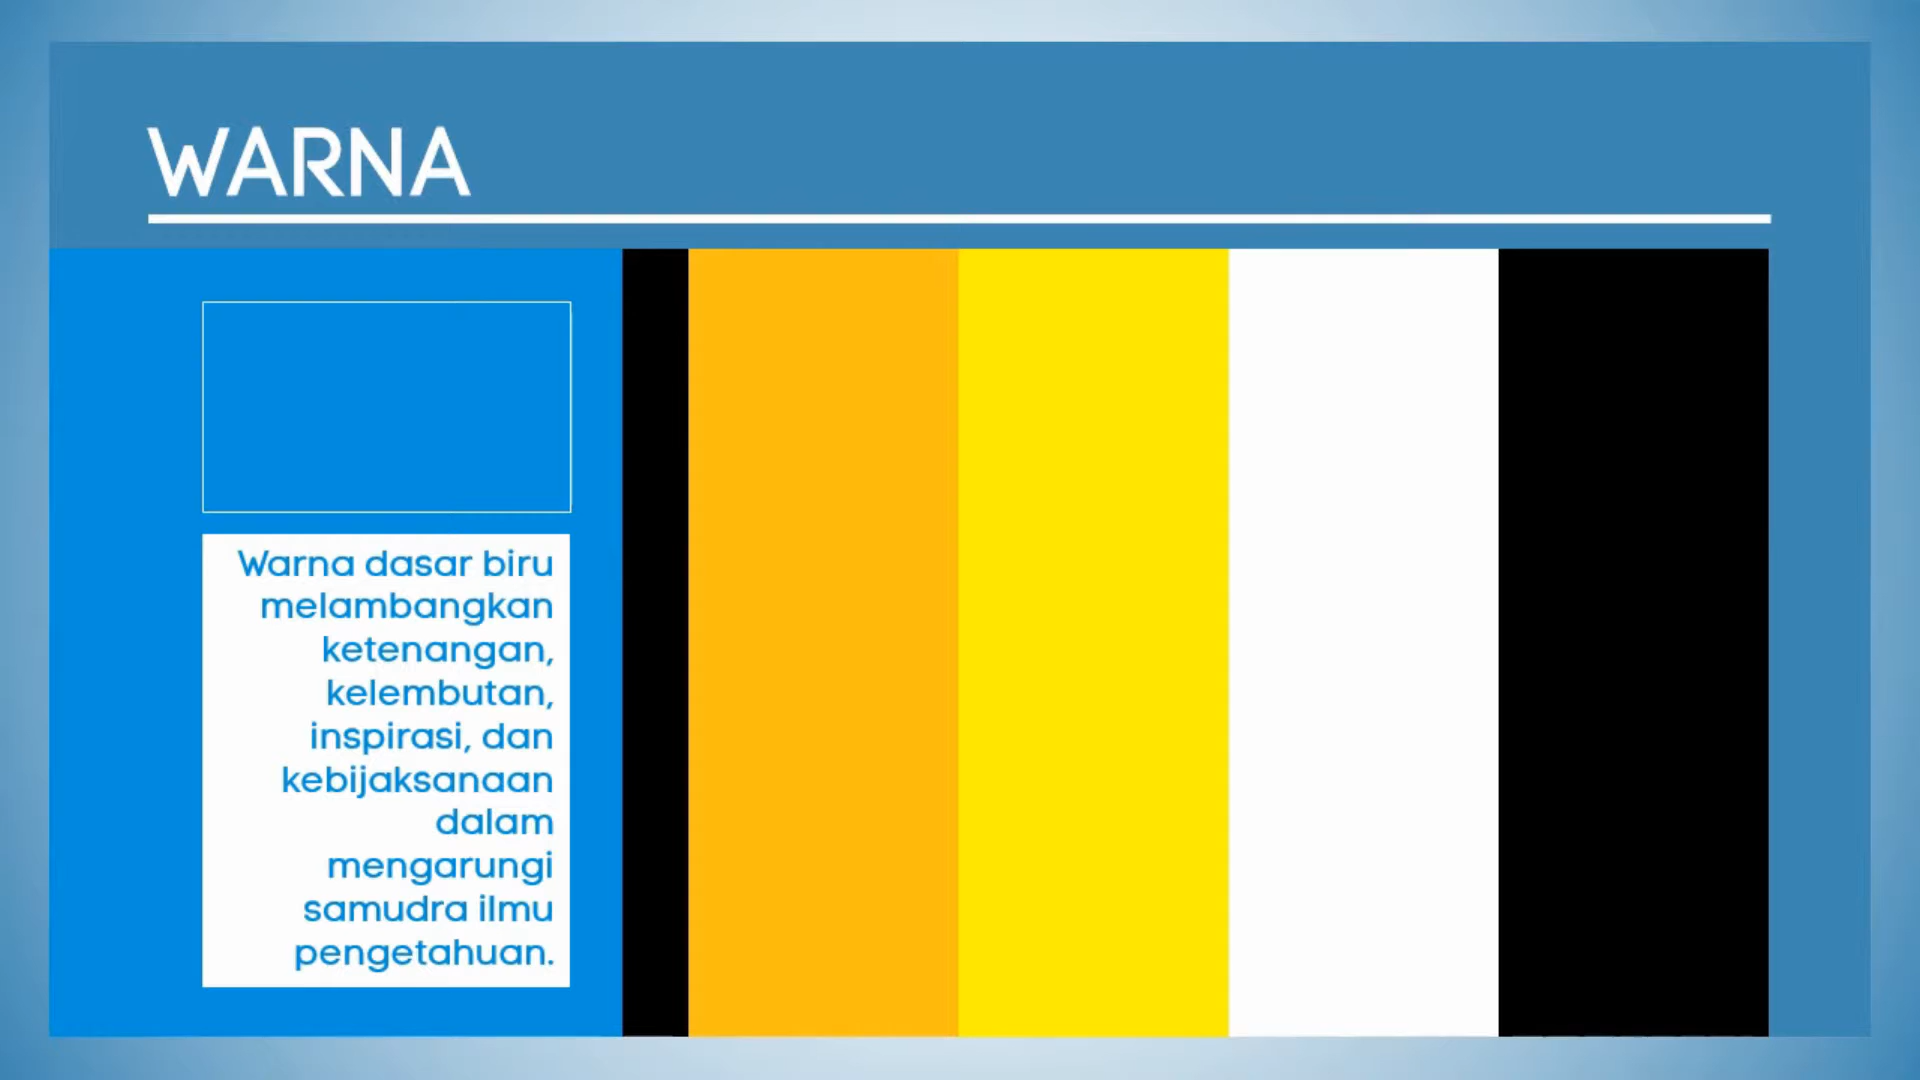 WARNA
Warna dasar biru
melambangkan
ketenangan,
kelembutan,
inspirasi, dan
kebijaksanaan
dalam
mengarungi
samudra ilmu
pengetahuan.